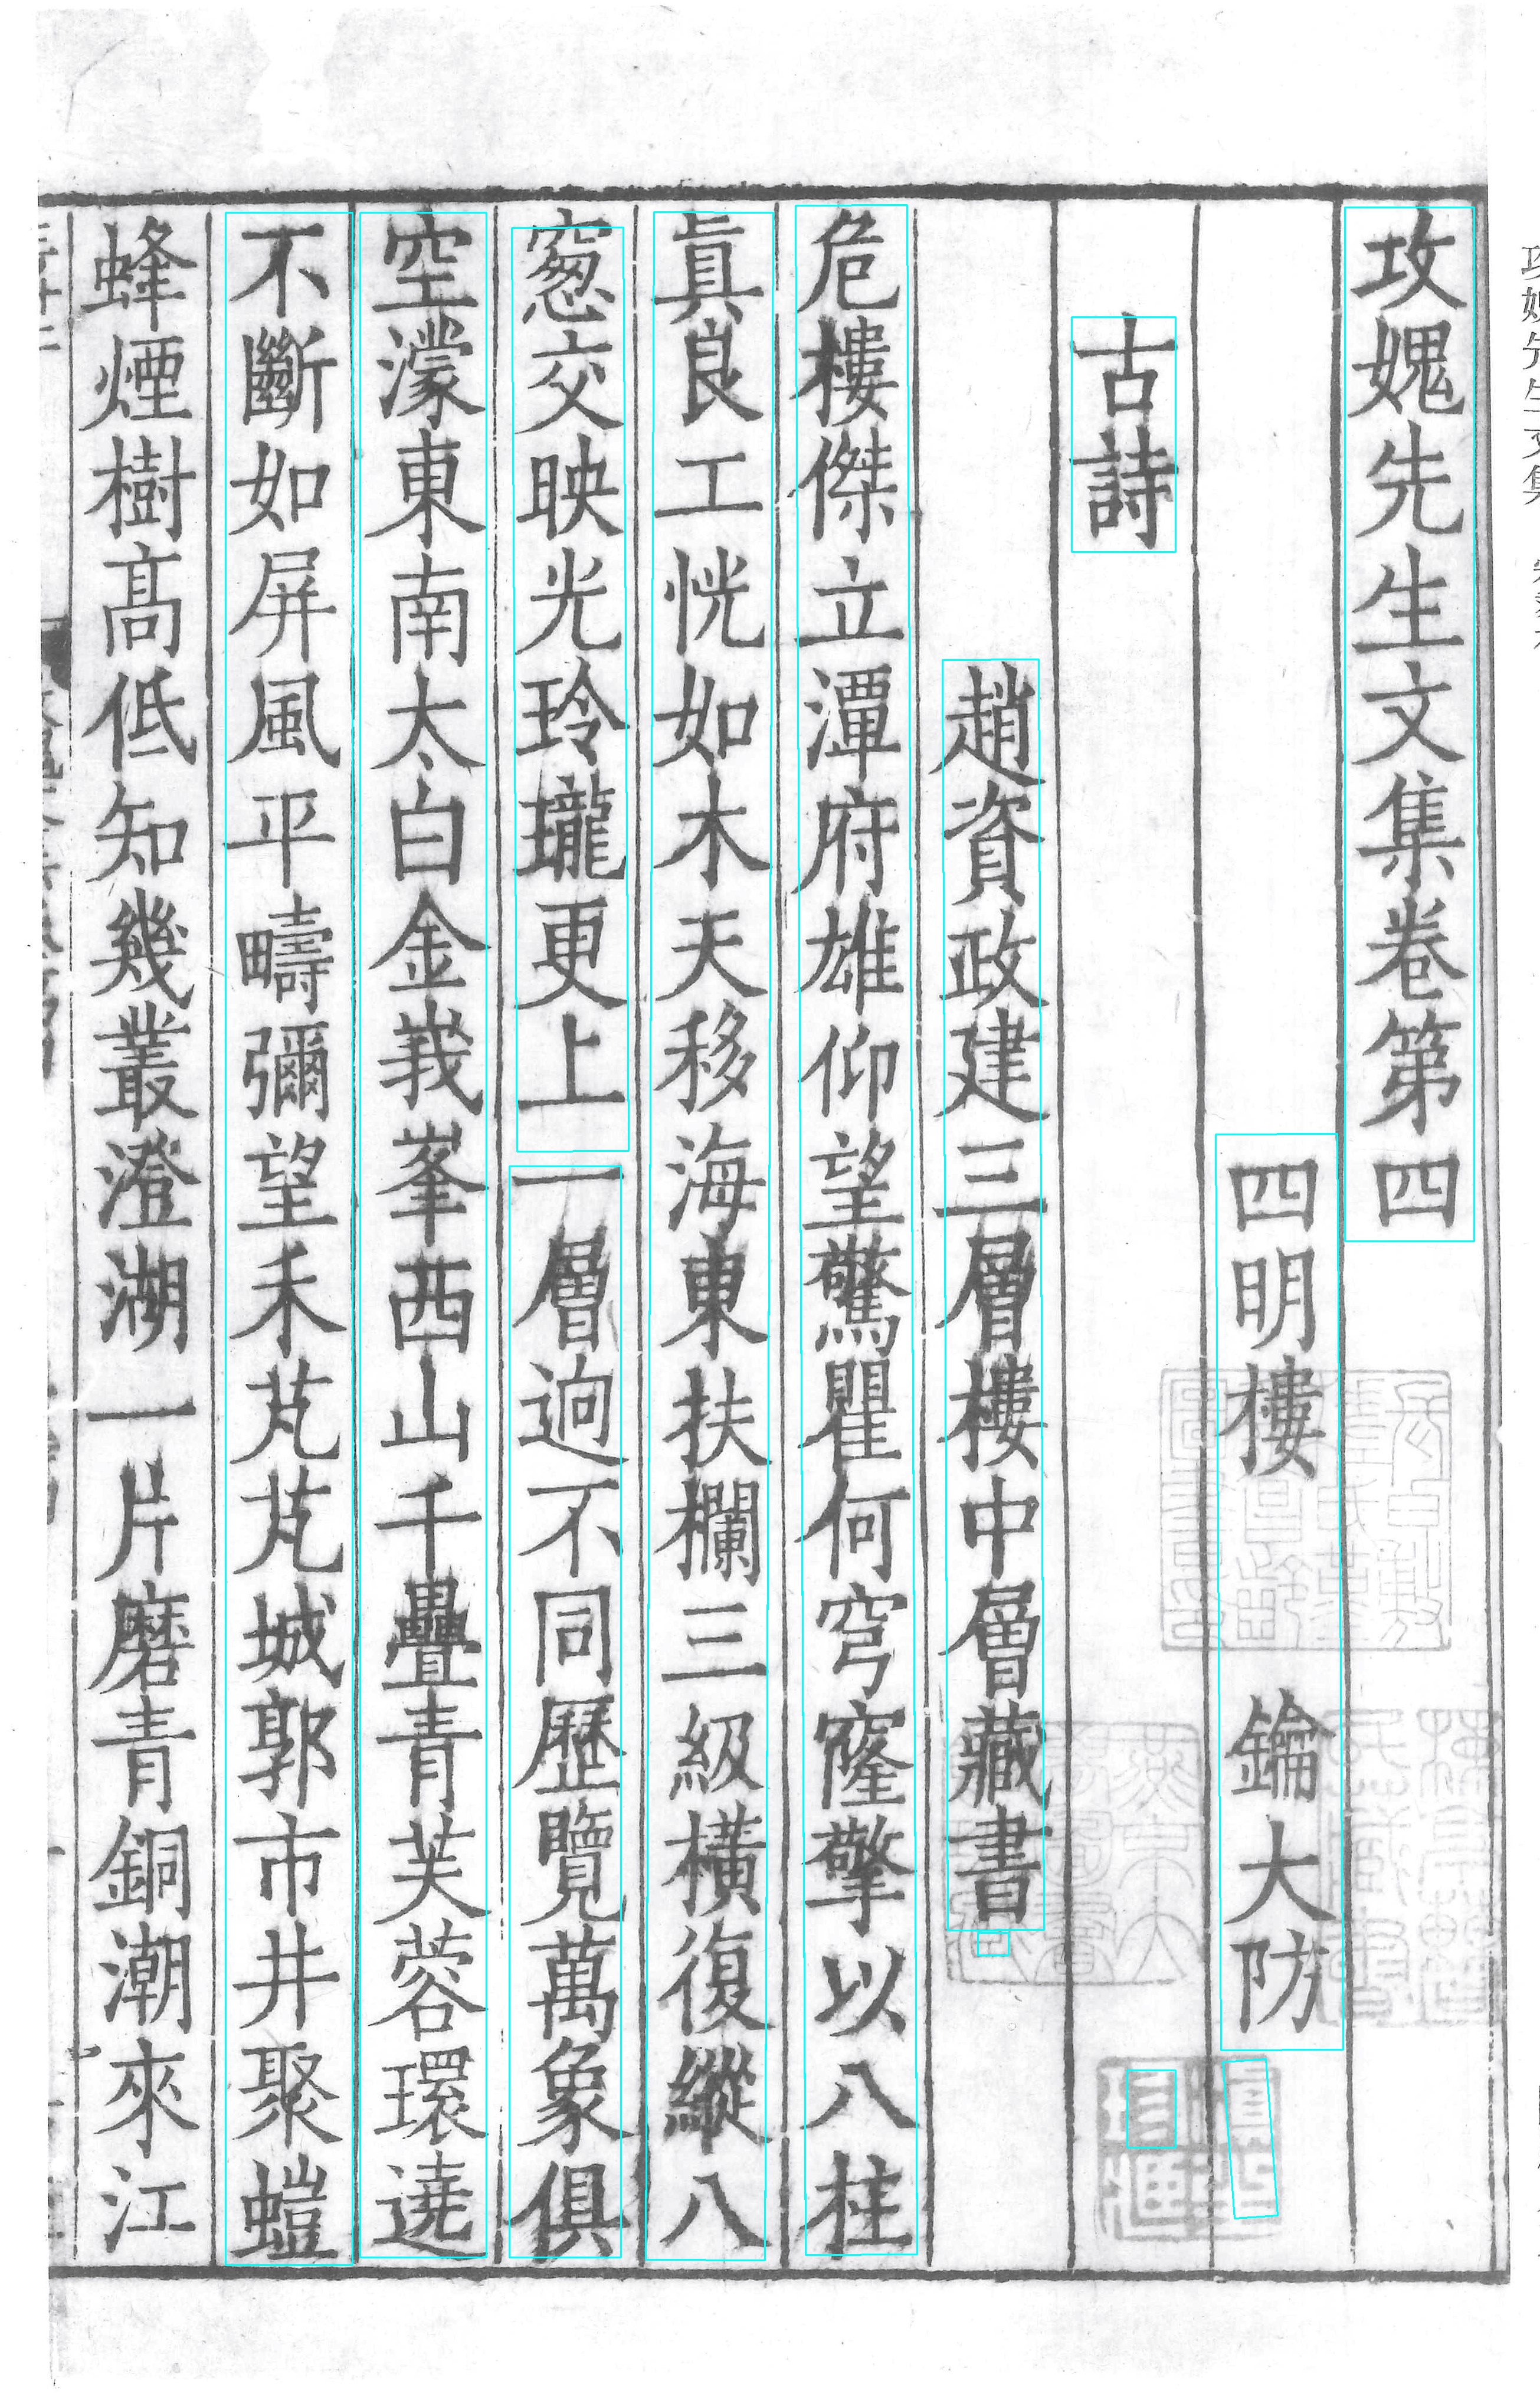 攻媿先生文集卷第四
四明樓 鑰大防
古詩
趙資政建三層樓中層藏書
危樓傑立潭府雄仰望驚瞿何穹窿擎以八柱
眞良工恍如木天移海東扶欄三級橫復縱八
窻交映光玲瓏更上一層逈不同歷覽萬象俱
空濛東南太白金峩峯西山千疊青芙蓉環遶
不斷如屏風平疇彌望禾芃芃城郭市井聚螘
蜂煙樹髙低知幾叢澄湖一片磨青銅潮來江